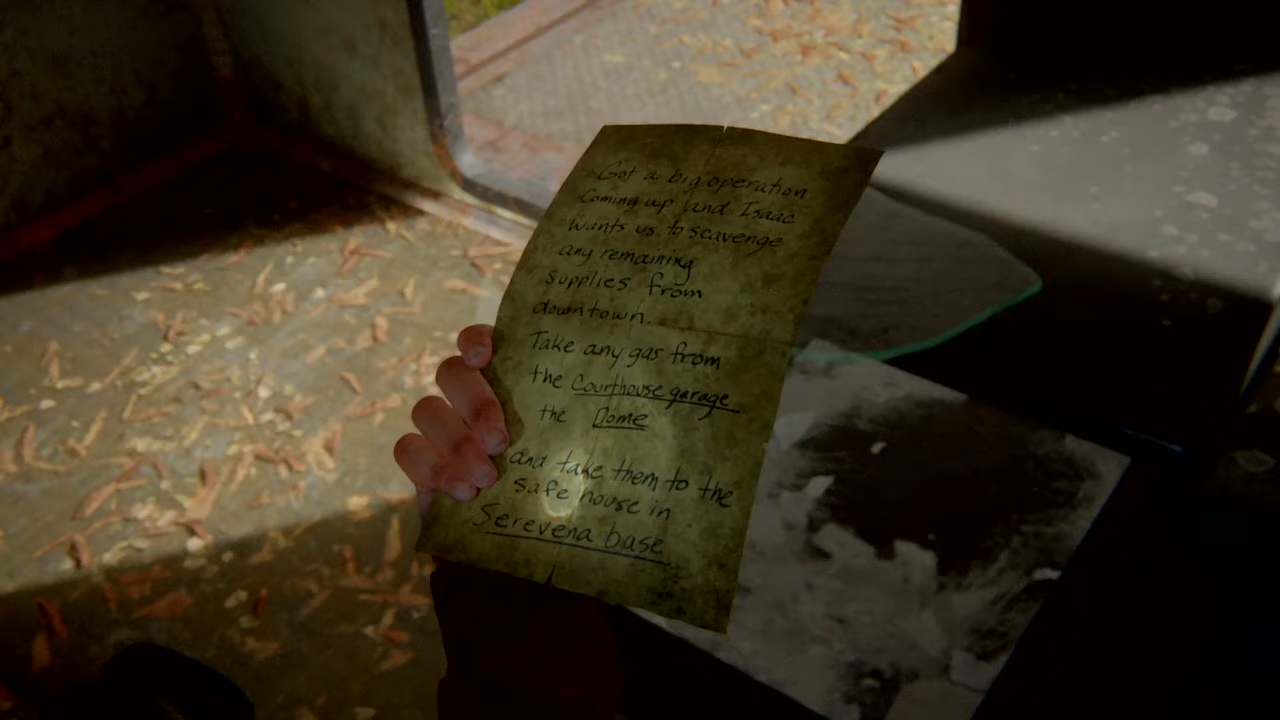 Got a big operation
Coming up and Isaac
wants us to scavenge
any remaining
supplies from
downtown.
Take any gas from
the Courthouse garage
the Dome
and take them to the
safe house in
Serevena base